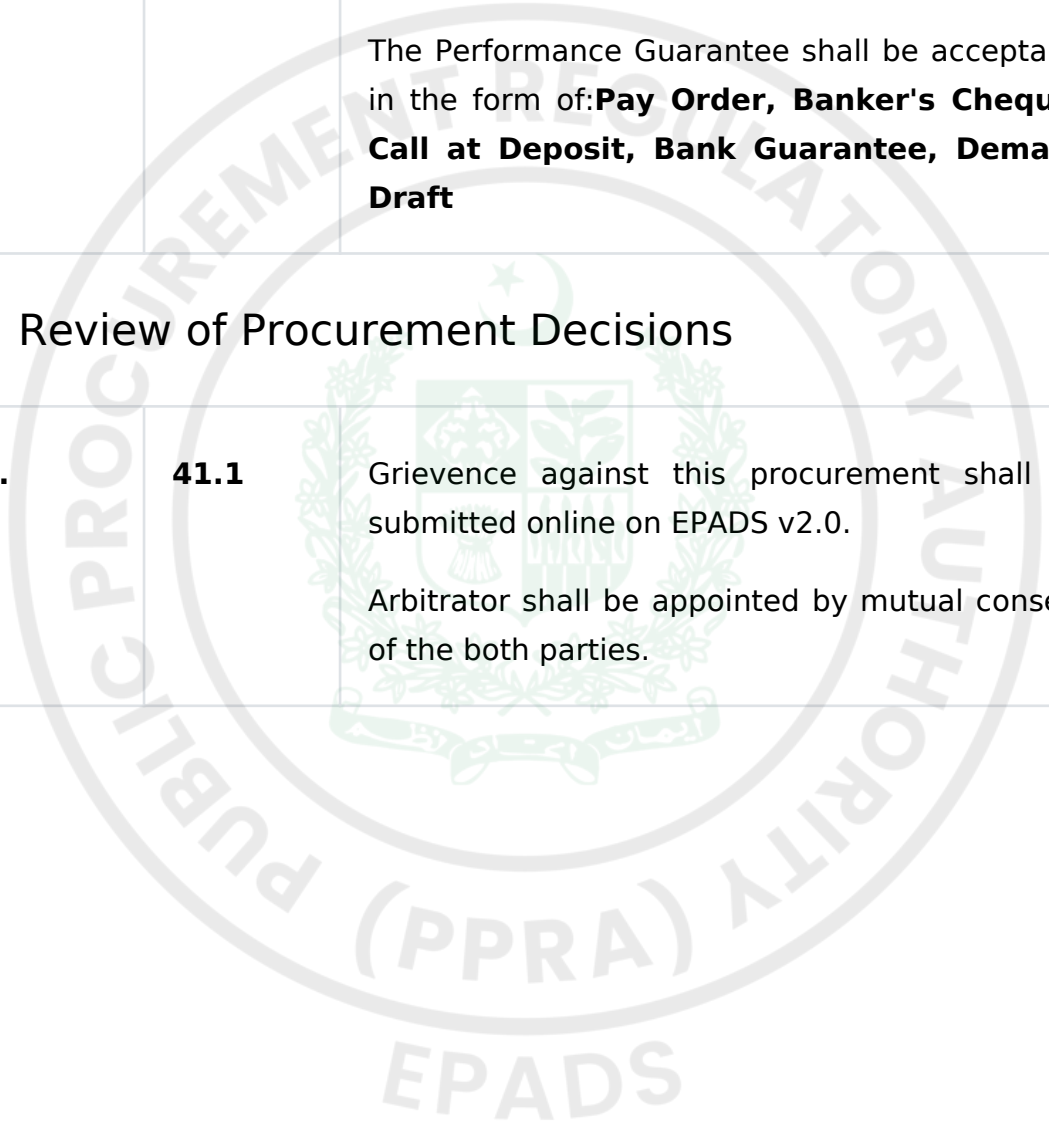 The Performance Guarantee shall be accepta
in the form of:Pay Order, Banker's Chequ
Call at Deposit, Bank Guarantee, Dema
Draft
Review of Procurement Decisions
. 41.1 Grievence against this procurement shall
submitted online on EPADS v2.0.
Arbitrator shall be appointed by mutual conse
of the both parties.
PUBLIC PROCUREMENT REGULATORY AUTHORITY
(PPRA)
EPADS